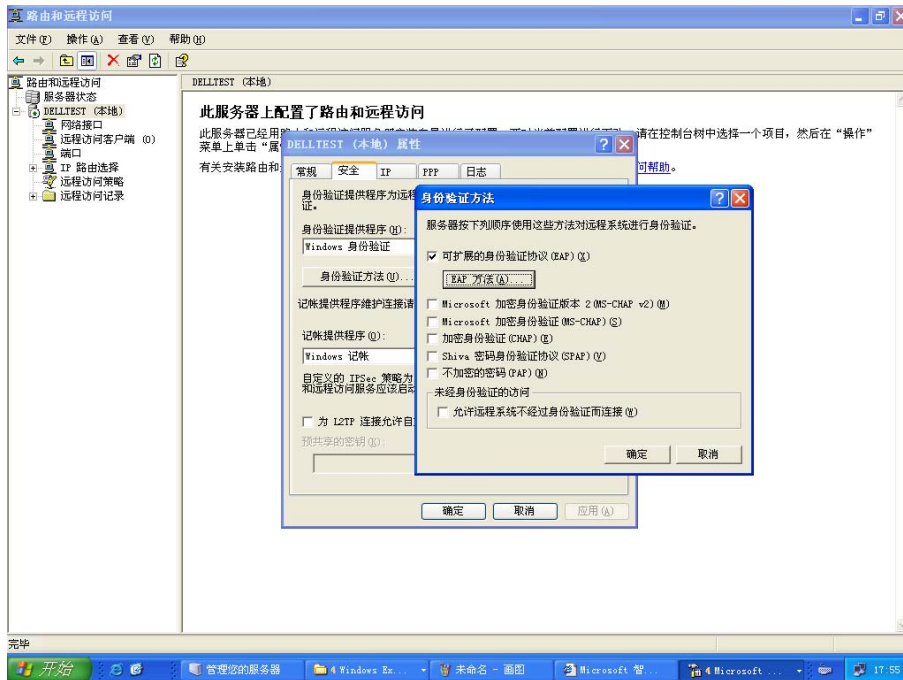 路由和远程访问
文件(F) 操作(A) 查看(V) 帮助(H)
路由和远程访问
服务器状态
DELLTEST (本地)
网络接口
远程访问客户端 (0)
端口
IP 路由选择
远程访问策略
远程访问记录
DELLTEST (本地)
此服务器上配置了路由和远程访问
此服务器已经用
请在控制台树中选择一个项目，然后在“操作”
菜单上单击“属
有关安装路由和
可帮助。
DELLTEST (本地) 属性
常规 安全 IP PPP 日志
身份验证提供程序为远程
证。
身份验证提供程序(H):
Windows 身份验证
身份验证方法(U)...
记帐提供程序维护连接请
记帐提供程序(O):
Windows 记帐
自定义的 IPSec 策略为
和远程访问服务应该启动
为 L2TP 连接允许自
预共享的密钥(K):
确定 取消 应用(A)
身份验证方法
服务器按下列顺序使用这些方法对远程系统进行身份验证。
可扩展的身份验证协议(EAP)(X)
EAP 方法(A)...
Microsoft 加密身份验证版本 2(MS-CHAP v2)(M)
Microsoft 加密身份验证(MS-CHAP)(S)
加密身份验证(CHAP)(E)
Shiva 密码身份验证协议(SPAP)(V)
不加密的密码(PAP)(N)
未经身份验证的访问
允许远程系统不经过身份验证而连接(W)
确定 取消
完毕
开始 管理您的服务器 4 Windows Ex... 未命名 - 画图 Microsoft 管... 4 Microsoft ... 17:55